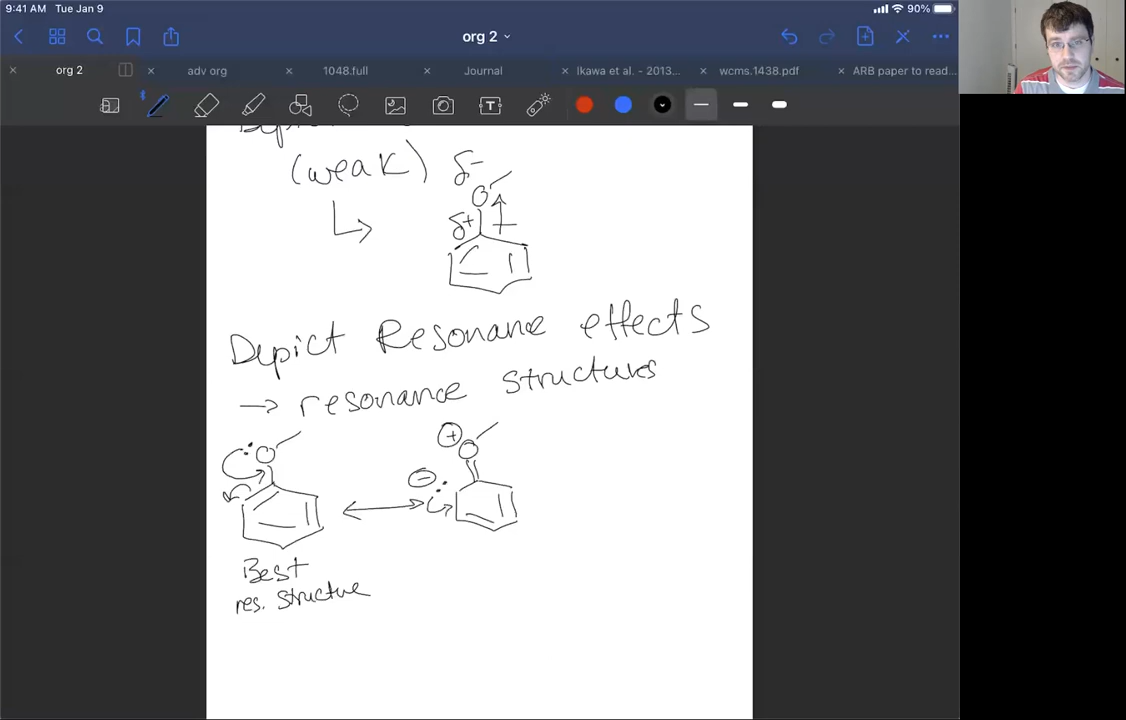 9:41 AM Tue Jan 9
90%
org 2
org 2
adv org
1048.full
Journal
Ikawa et al. - 2013...
wcms.1438.pdf
ARB paper to read...
(weak) δ-
O
δ+
Depict Resonance effects
→ resonance structures
O
+
O
-
Best
res. structure